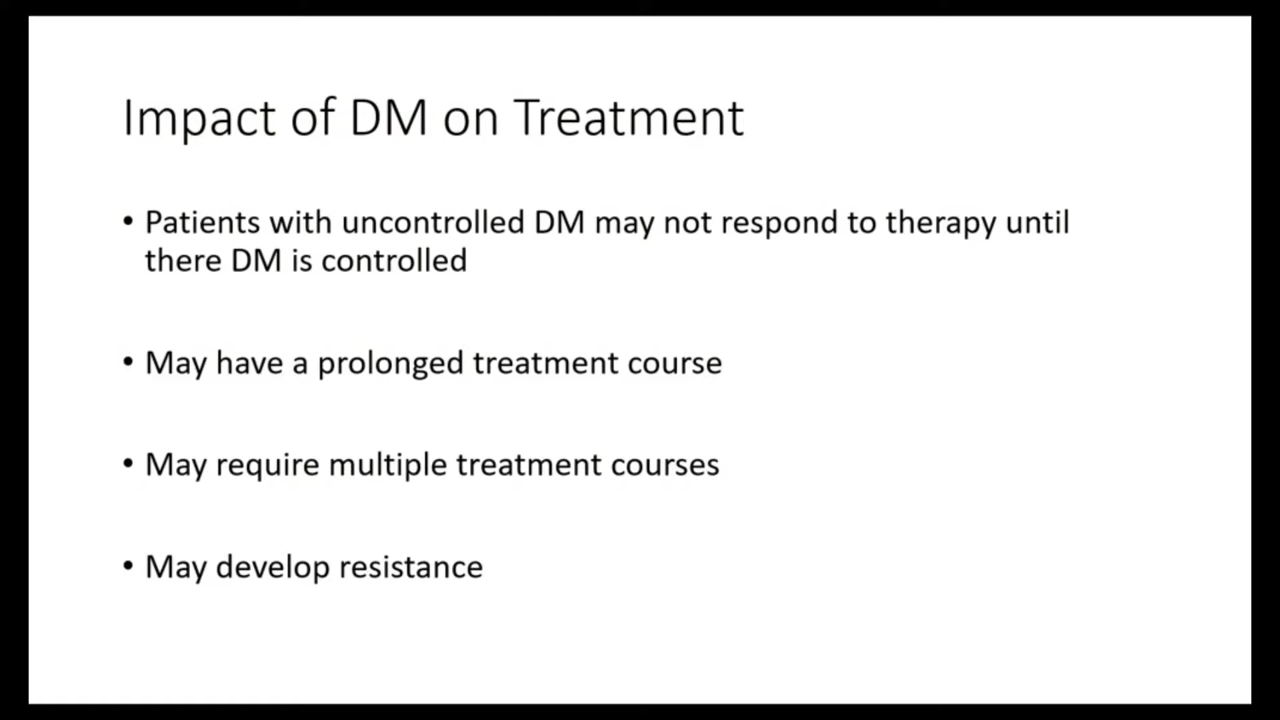 Impact of DM on Treatment
• Patients with uncontrolled DM may not respond to therapy until
there DM is controlled
• May have a prolonged treatment course
• May require multiple treatment courses
• May develop resistance